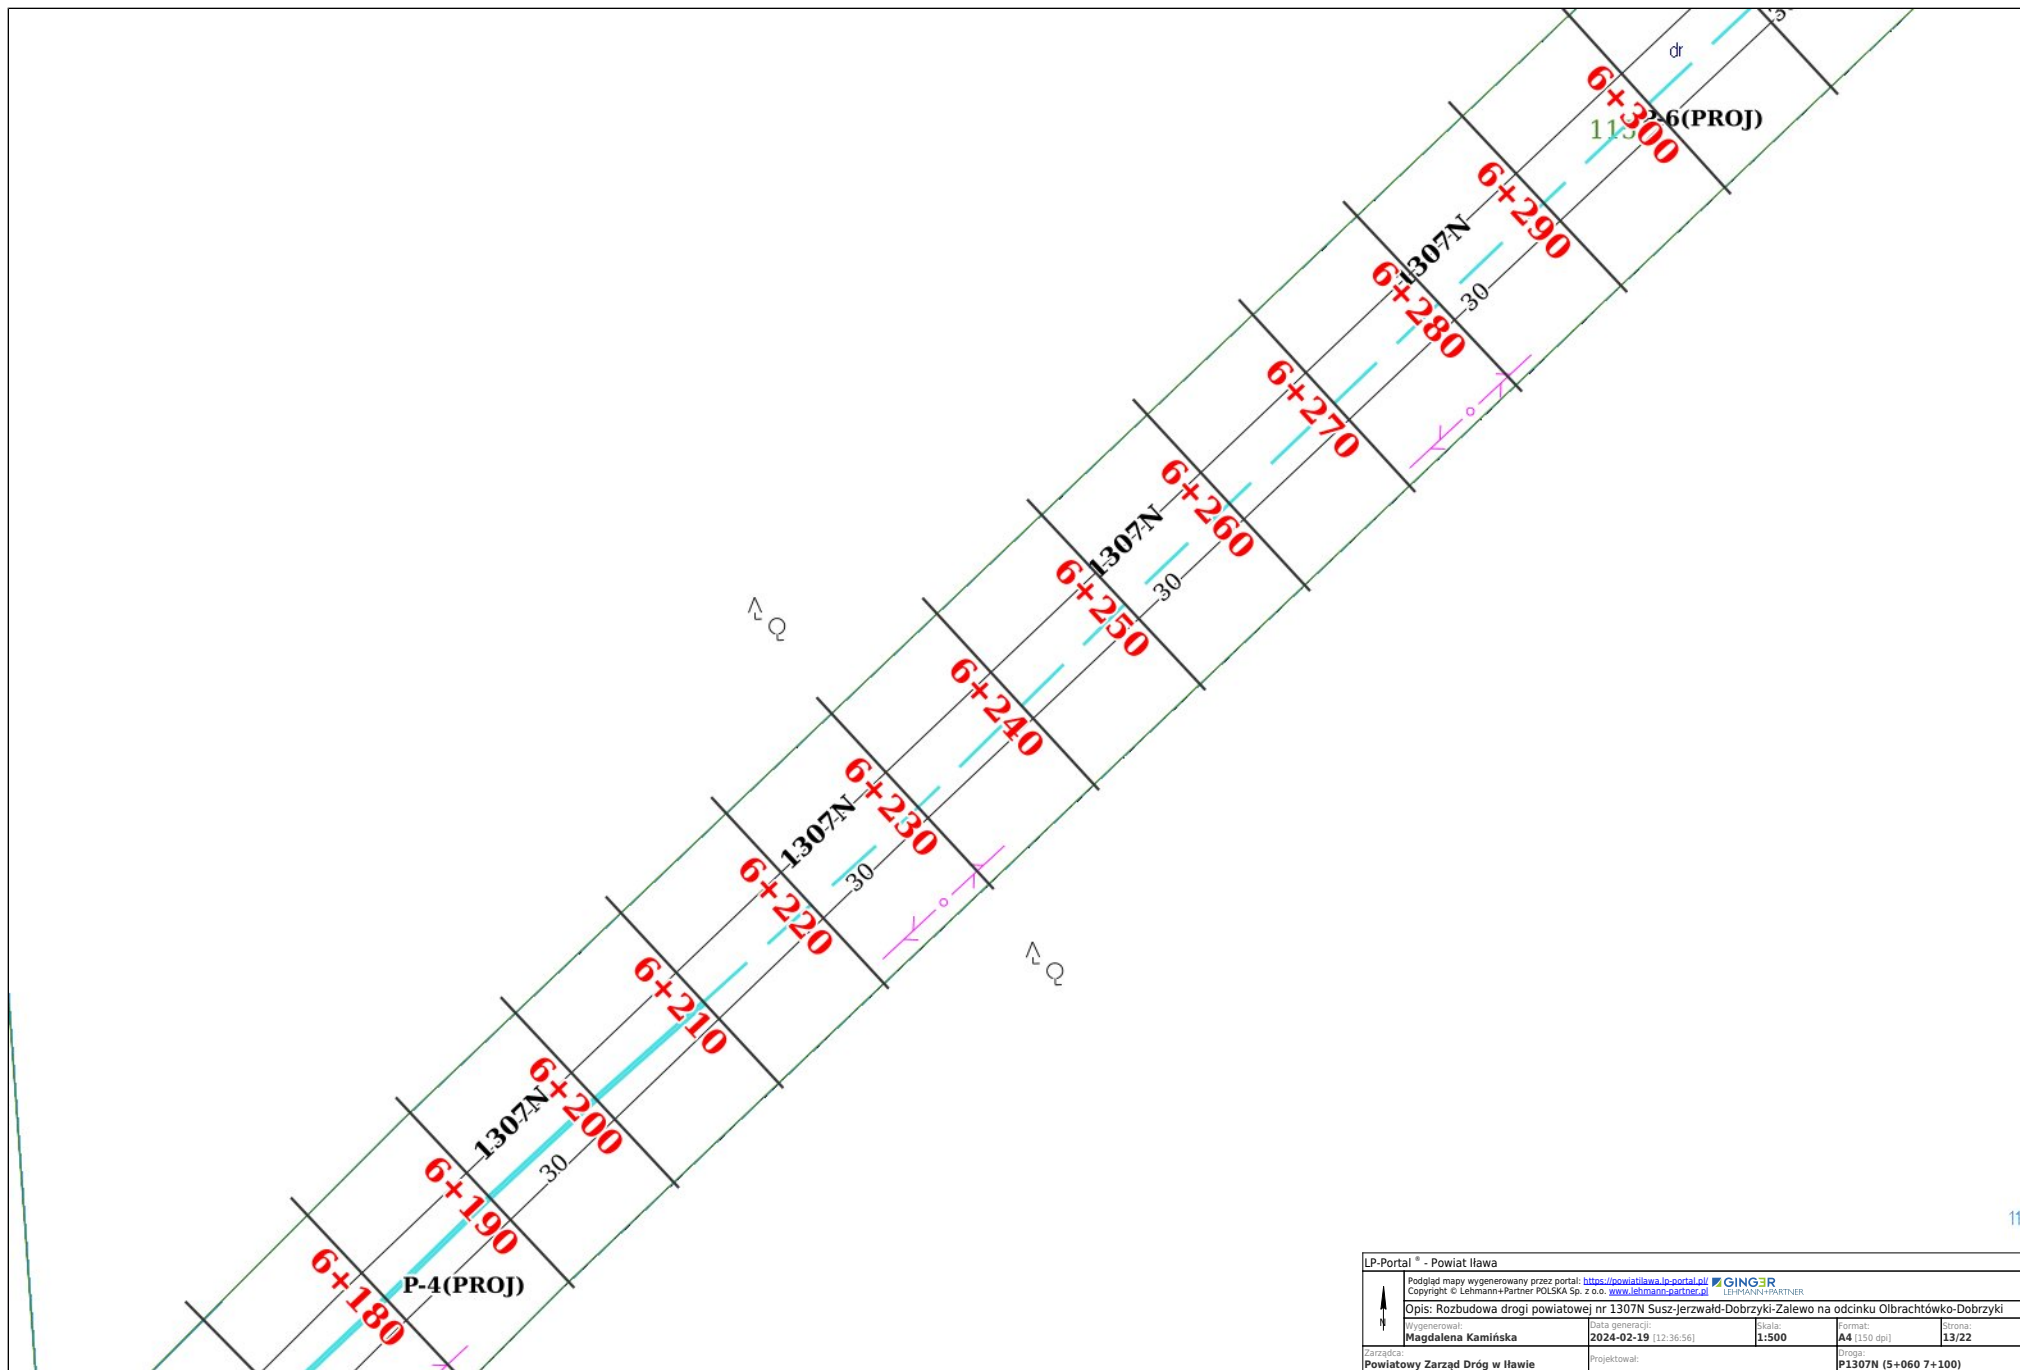 dr
6+300
P-6(PROJ)
6+290
1307N
6+280
30
6+270
6+260
1307N
6+250
30
6+240
6+230
1307N
6+220
30
6+210
6+200
1307N
6+190
30
6+180
P-4(PROJ)
11
LP-Portal ® - Powiat Iława
Podgląd mapy wygenerowany przez portal: https://powiatilawa.lp-portal.pl/
Copyright © Lehmann+Partner POLSKA Sp. z o.o. www.lehmann-partner.pl
GINGER
LEHMANN+PARTNER
N
Opis: Rozbudowa drogi powiatowej nr 1307N Susz-Jerzwałd-Dobrzyki-Zalewo na odcinku Olbrachtówko-Dobrzyki
Wygenerował:
Magdalena Kamińska
Data generacji:
2024-02-19 [12:36:56]
Skala:
1:500
Format:
A4 [150 dpi]
Strona:
13/22
Zarządca:
Powiatowy Zarząd Dróg w Iławie
Projektował:
Droga:
P1307N (5+060 7+100)